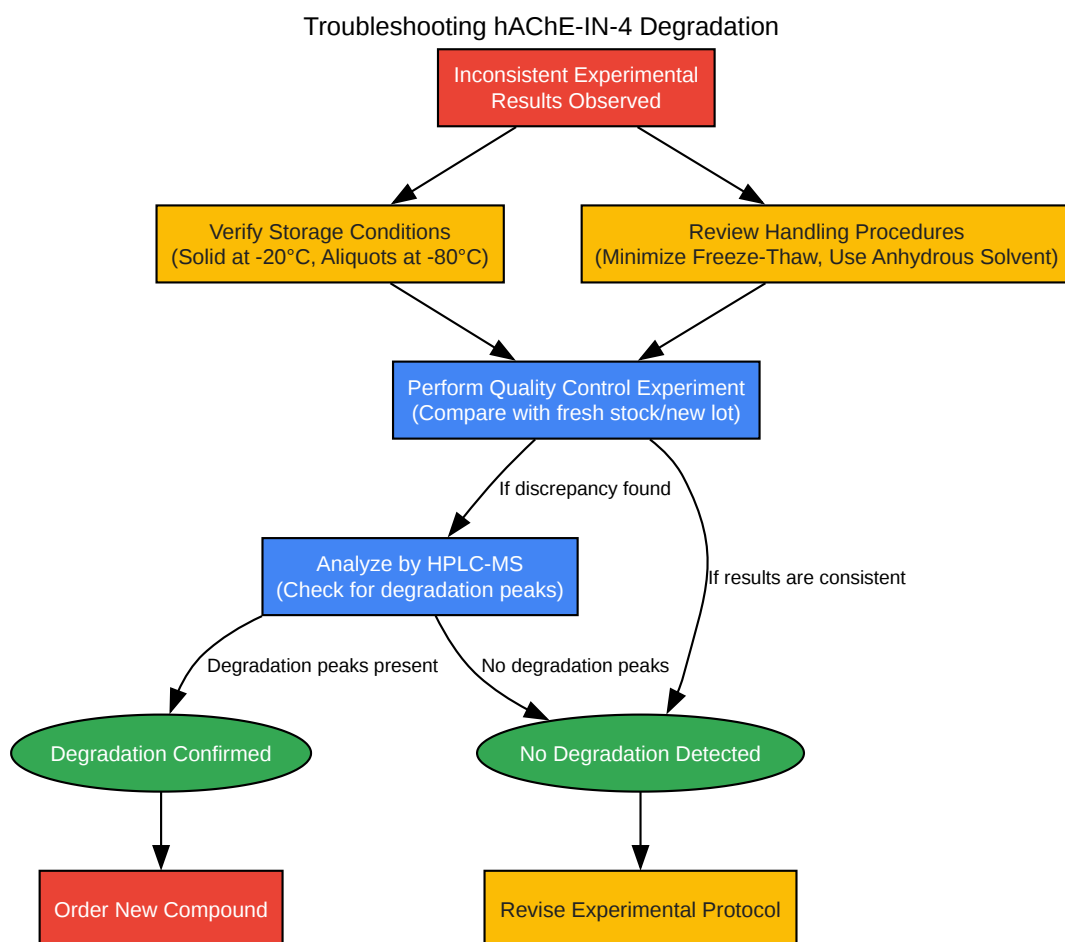 Troubleshooting hAChE-IN-4 Degradation
Inconsistent Experimental
Results Observed
Verify Storage Conditions
(Solid at -20°C, Aliquots at -80°C)
Review Handling Procedures
(Minimize Freeze-Thaw, Use Anhydrous Solvent)
Perform Quality Control Experiment
(Compare with fresh stock/new lot)
If discrepancy found
Analyze by HPLC-MS
(Check for degradation peaks)
If results are consistent
Degradation peaks present
No degradation peaks
Degradation Confirmed
No Degradation Detected
Order New Compound
Revise Experimental Protocol